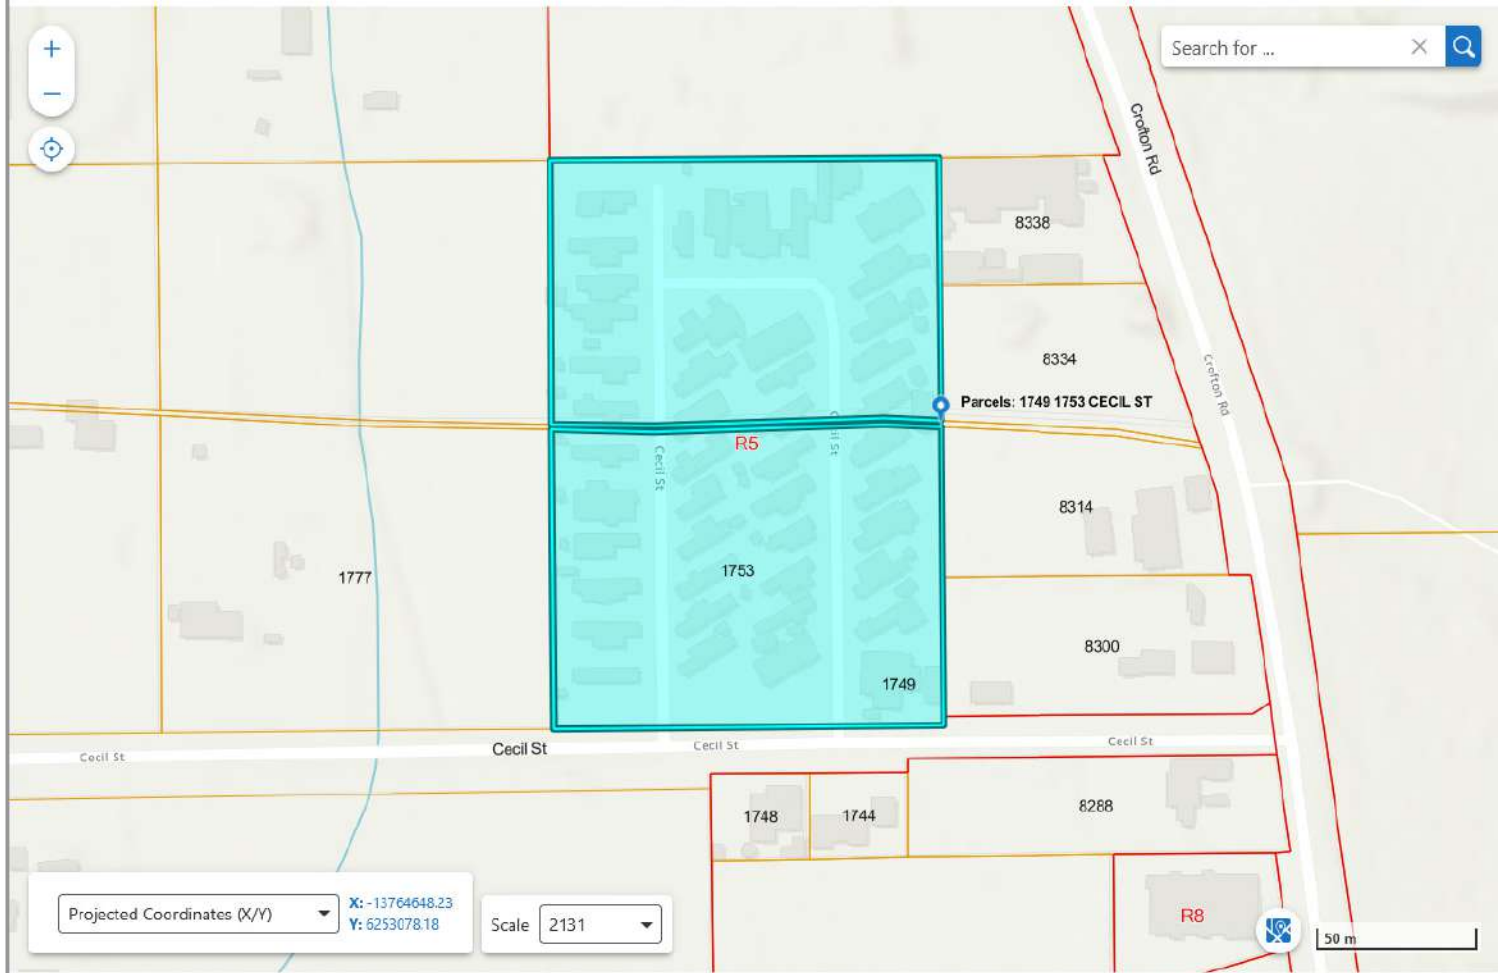 +
Search for ...
−
Crofton Rd
8338
8334
Crofton Rd
Parcels: 1749 1753 CECIL ST
R5
Cecil St
Cecil St
8314
1753
1777
8300
1749
Cecil St
Cecil St
Cecil St
Cecil St
8288
1748
1744
Projected Coordinates (X/Y)
X: -13764648.23
Y: 6253078.18
Scale
2131
R8
50 m